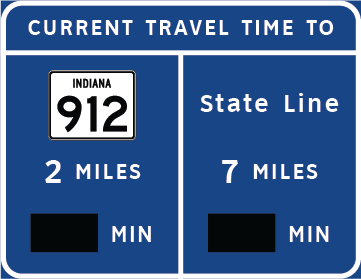 CURRENT TRAVEL TIME TO
INDIANA
912
2 MILES
MIN
State Line
7 MILES
MIN